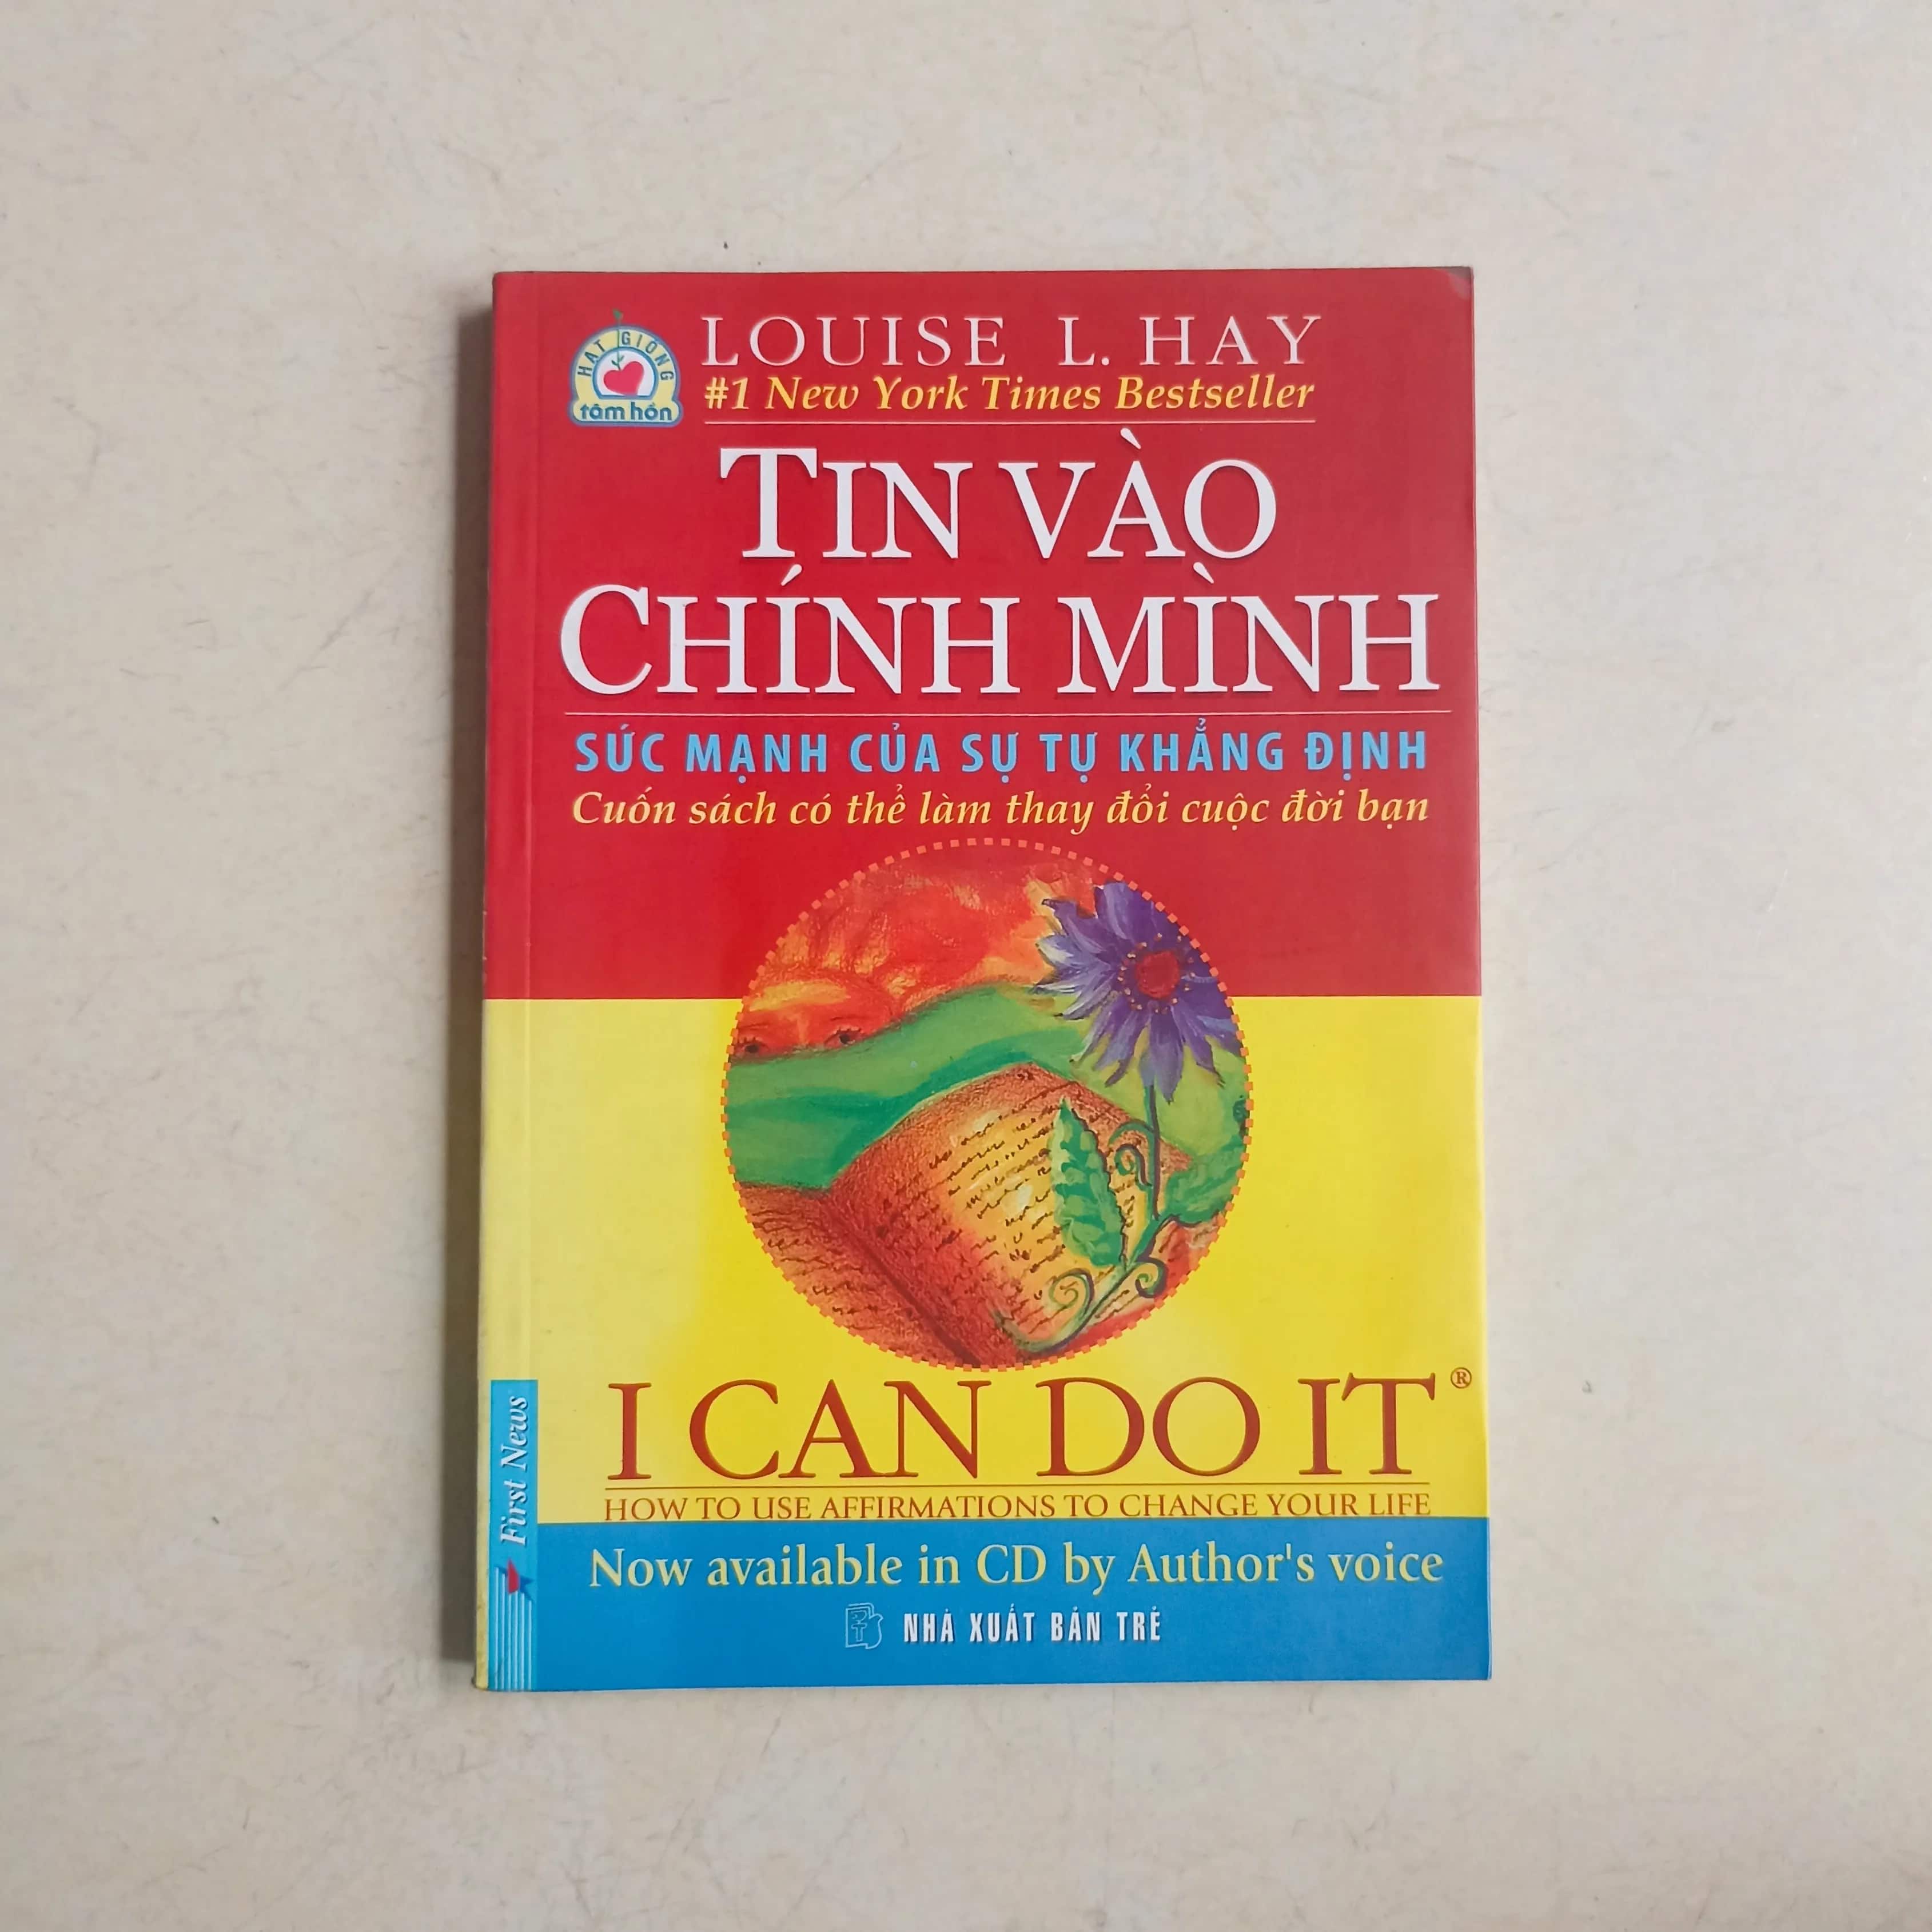 HẠT GIỐNG
tâm hồn
LOUISE L. HAY
#1 New York Times Bestseller
TIN VÀO
CHÍNH MÌNH
SỨC MẠNH CỦA SỰ TỰ KHẲNG ĐỊNH
Cuốn sách có thể làm thay đổi cuộc đời bạn
I CAN DO IT®
HOW TO USE AFFIRMATIONS TO CHANGE YOUR LIFE
First News
Now available in CD by Author's voice
NHÀ XUẤT BẢN TRẺ